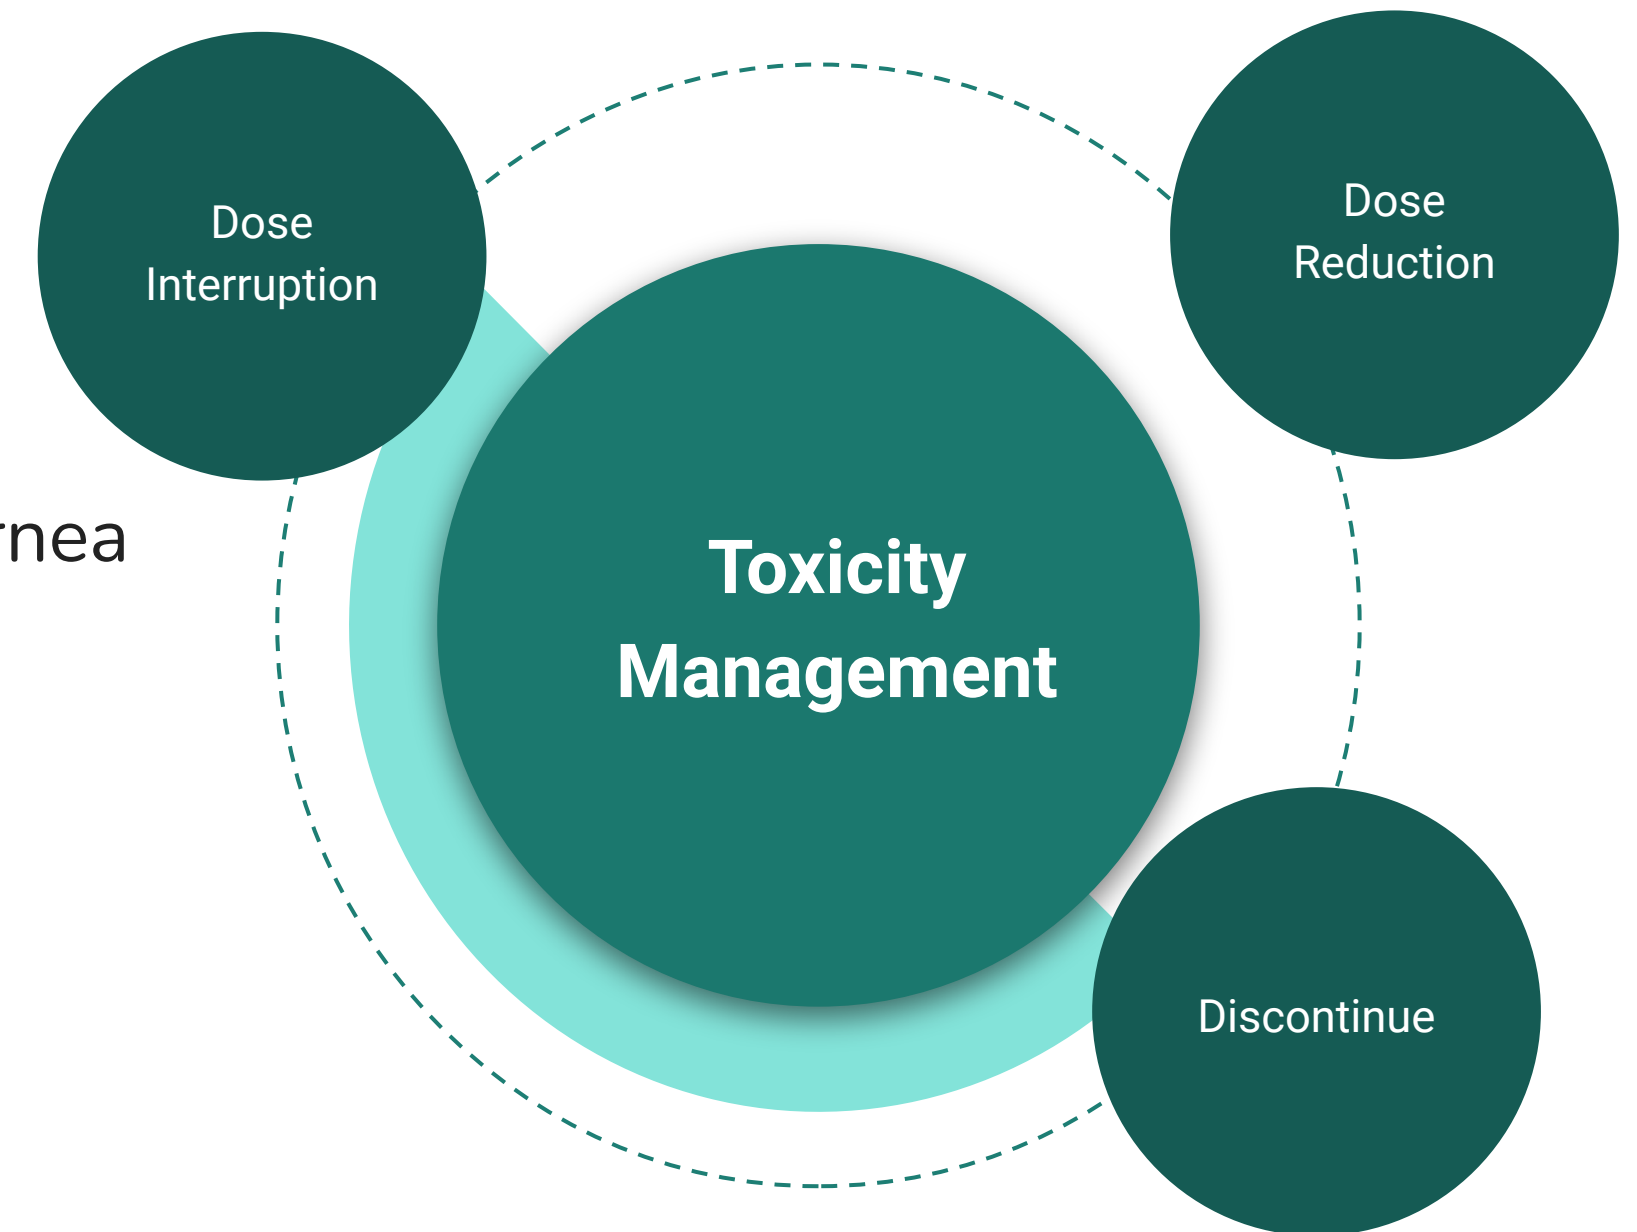 Dose
Interruption
Dose
Reduction
rnea
Toxicity
Management
Discontinue